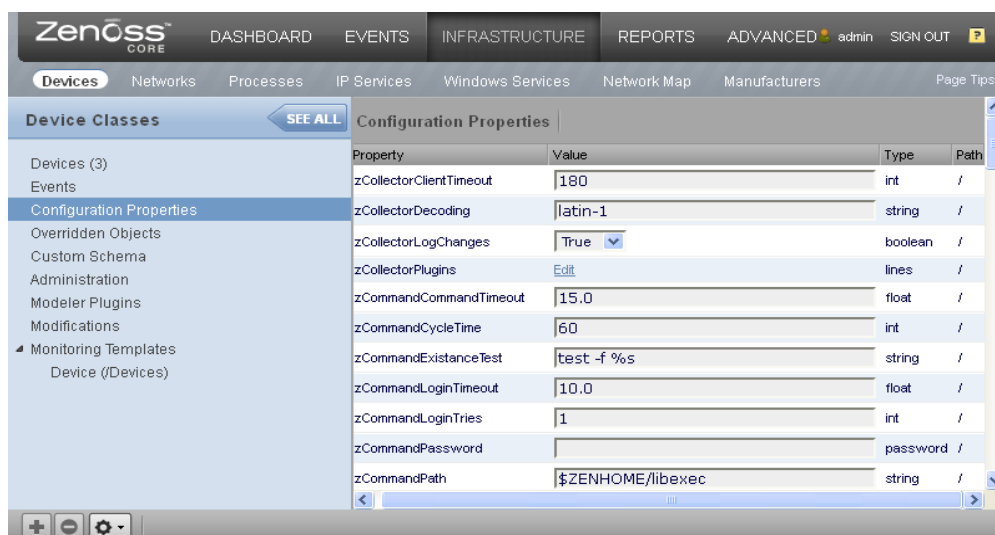 Zenōss™
CORE
DASHBOARD EVENTS INFRASTRUCTURE REPORTS ADVANCED admin SIGN OUT ?
Devices Networks Processes IP Services Windows Services Network Map Manufacturers Page Tips
Device Classes SEE ALL
Devices (3)
Events
Configuration Properties
Overridden Objects
Custom Schema
Administration
Modeler Plugins
Modifications
Monitoring Templates
Device (/Devices)
Configuration Properties
Property Value Type Path
zCollectorClientTimeout 180 int /
zCollectorDecoding latin-1 string /
zCollectorLogChanges True boolean /
zCollectorPlugins Edit lines /
zCommandCommandTimeout 15.0 float /
zCommandCycleTime 60 int /
zCommandExistanceTest test -f %s string /
zCommandLoginTimeout 10.0 float /
zCommandLoginTries 1 int /
zCommandPassword password /
zCommandPath $ZENHOME/libexec string /